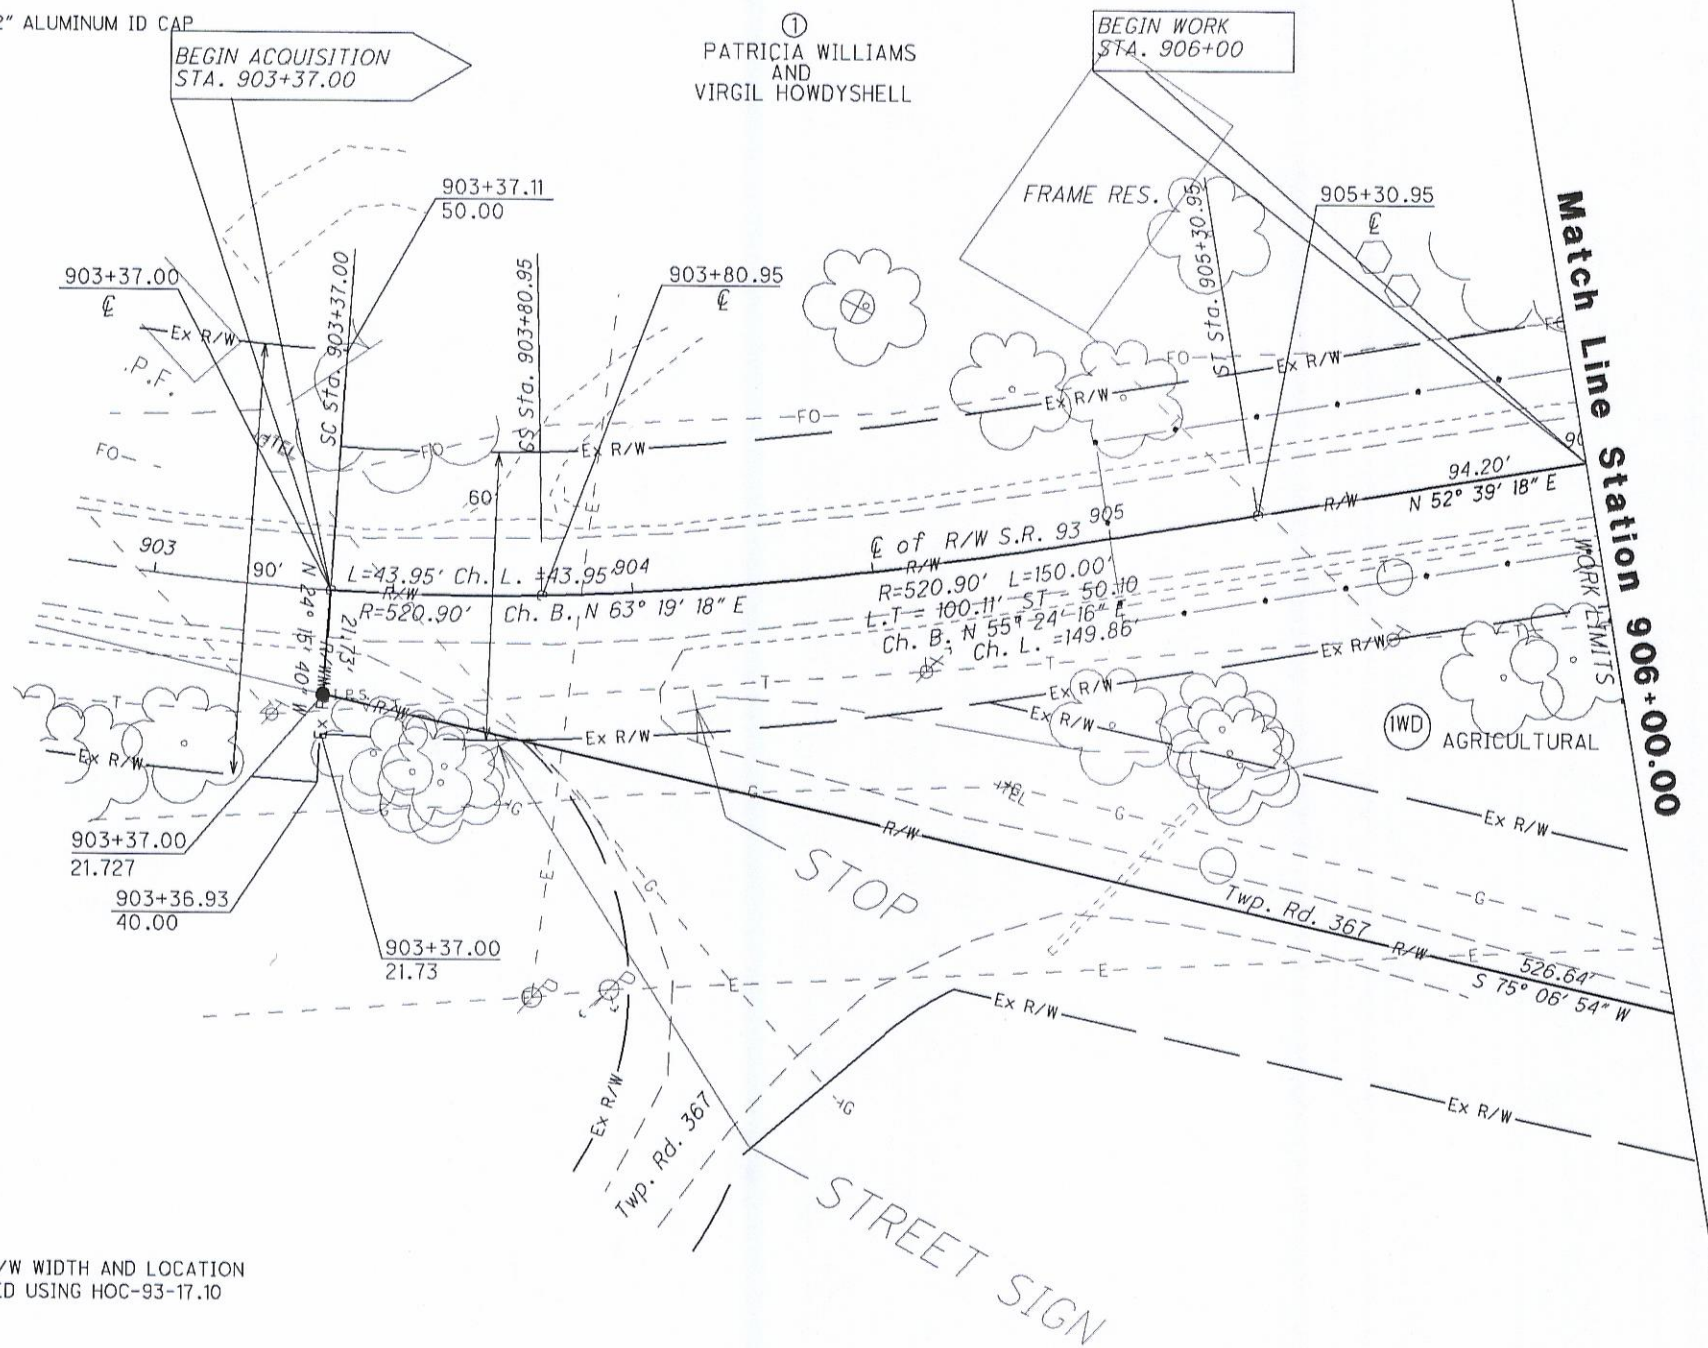 2" ALUMINUM ID CAP
BEGIN ACQUISITION
STA. 903+37.00
①
PATRICIA WILLIAMS
AND
VIRGIL HOWDYSHELL
BEGIN WORK
STA. 906+00
903+37.11
50.00
FRAME RES.
905+30.95
℄
903+37.00
℄
SC Sta. 903+37.00
CS Sta. 903+80.95
903+80.95
℄
ST Sta. 905+30.95
Match Line Station 906+00.00
Ex R/W
P.F.
FO
TEL
FO
Ex R/W
FO
Ex R/W
FO
Ex R/W
FO
FO
60
E
94.20'
R/W
N 52° 39' 18" E
903
90'
L=43.95' Ch. L. =43.95'
904
R/W
R=520.90' Ch. B. N 63° 19' 18" E
℄ of R/W S.R. 93
905
R/W
R=520.90' L=150.00'
L.T = 100.11' ST = 50.10
Ch. B. N 55° 24' 16" E
Ch. L. =149.86'
N 24° 15' 40" W
21.73'
R/W
WORK LIMITS
I.P.S.
R/W
T
T
T
T
T
Ex R/W
Ex R/W
Ex R/W
Ex R/W
Ex R/W
Ex
1WD
AGRICULTURAL
G
G
G
TEL
G
Ex R/W
R/W
903+37.00
21.727
903+36.93
40.00
903+37.00
21.73
E
G
STOP
G
Twp. Rd. 367
R/W
E
526.64'
S 75° 06' 54" W
E
E
E
Ex R/W
Ex R/W
G
Ex R/W
Twp. Rd. 367
STREET SIGN
/W WIDTH AND LOCATION
ED USING HOC-93-17.10